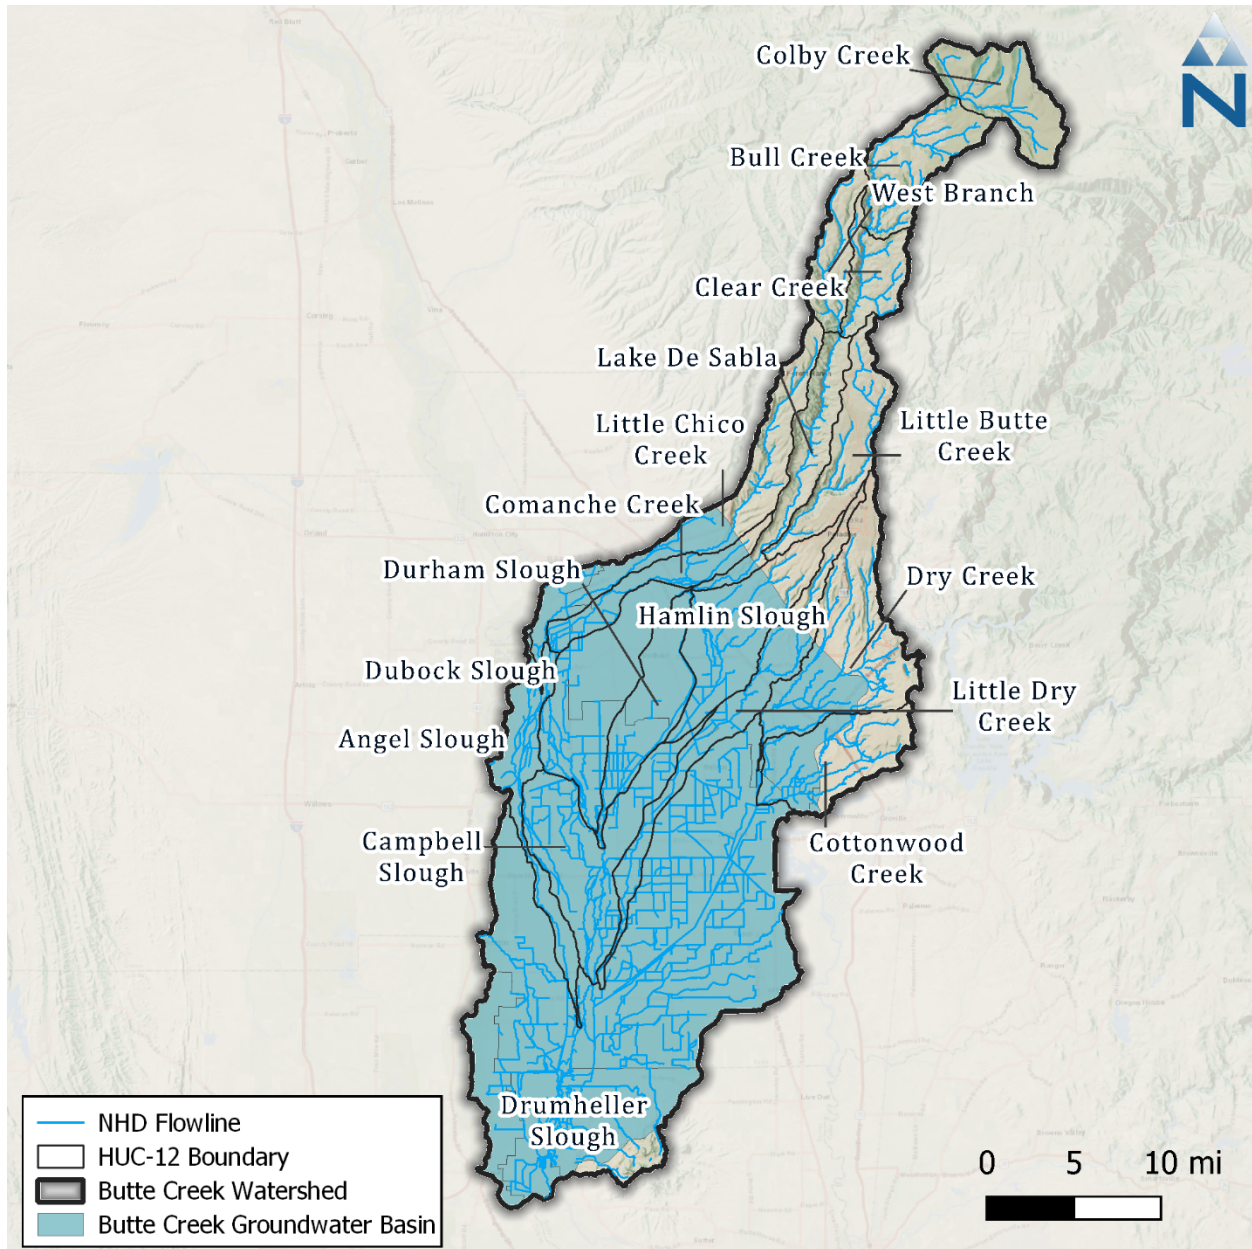 Colby Creek
N
Bull Creek
West Branch
Clear Creek
Lake De Sabla
Little Chico
Creek
Little Butte
Creek
Comanche Creek
Durham Slough
Dry Creek
Hamlin Slough
Dubock Slough
Little Dry
Creek
Angel Slough
Campbell
Slough
Cottonwood
Creek
Drumheller
Slough
NHD Flowline
HUC-12 Boundary
Butte Creek Watershed
Butte Creek Groundwater Basin
0 5 10 mi